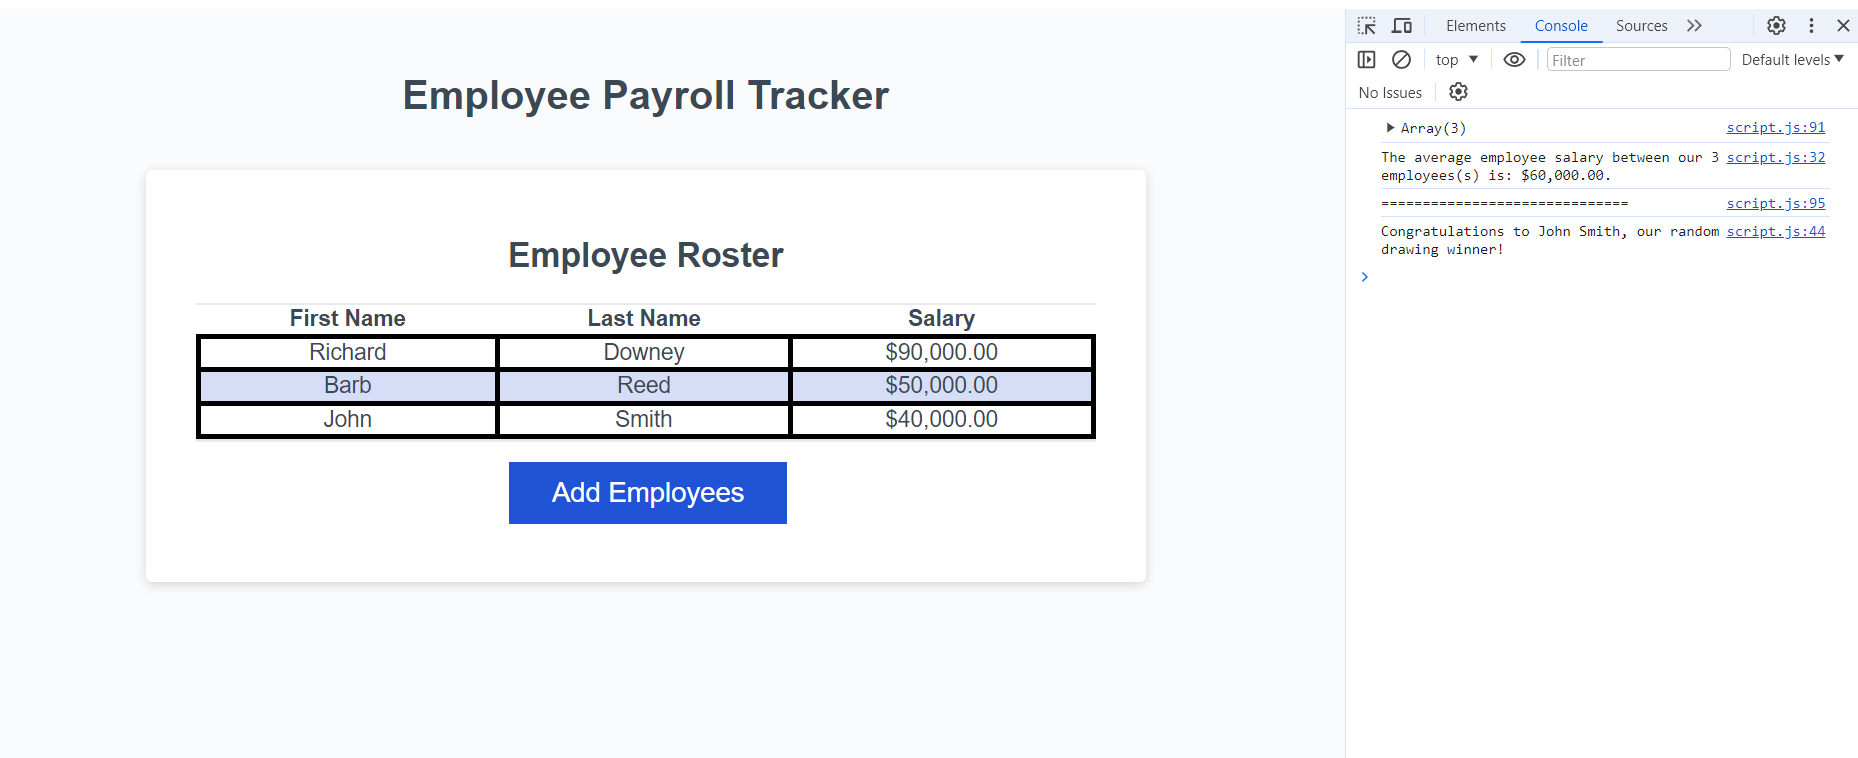 Employee Payroll Tracker
Employee Roster
First Name Last Name Salary
Richard Downey $90,000.00
Barb Reed $50,000.00
John Smith $40,000.00
Add Employees
Elements Console Sources
top Filter Default levels
No Issues
Array(3) script.js:91
The average employee salary between our 3 script.js:32
employees(s) is: $60,000.00.
============================== script.js:95
Congratulations to John Smith, our random script.js:44
drawing winner!